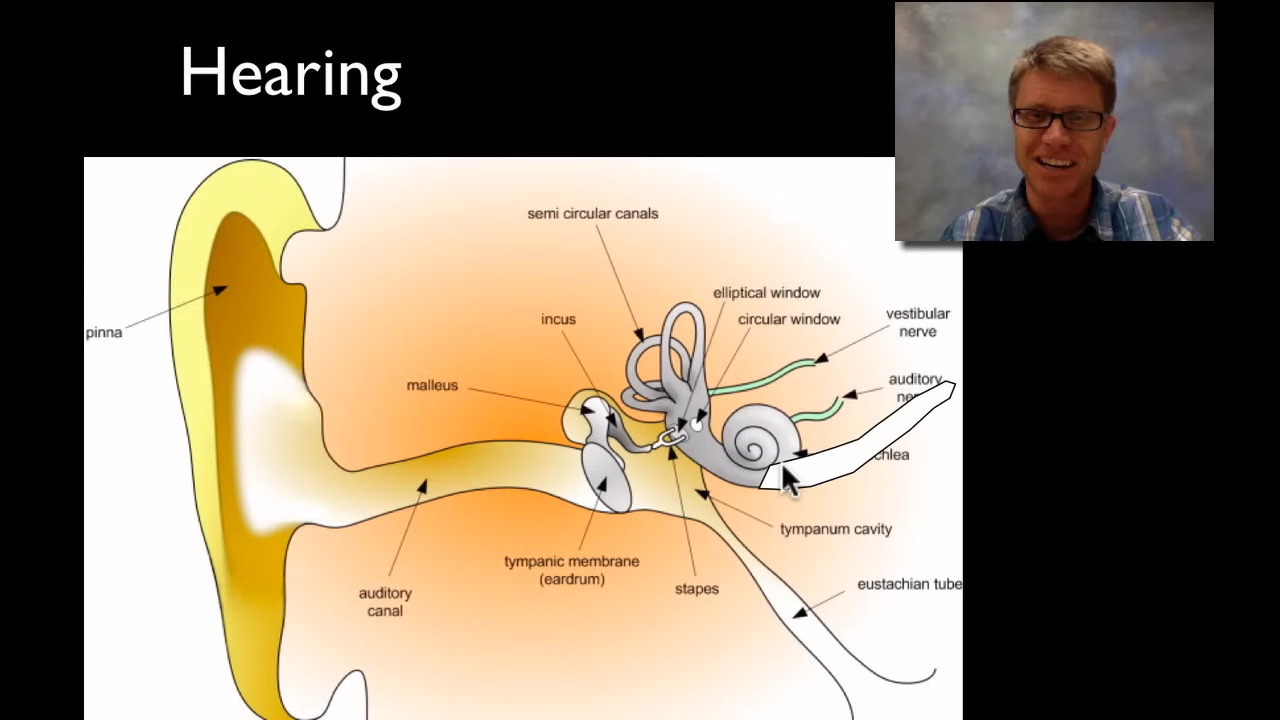 Hearing
semi circular canals
elliptical window
incus
circular window
vestibular
nerve
pinna
malleus
auditory
tympanum cavity
tympanic membrane
(eardrum)
stapes
eustachian tube
auditory
canal